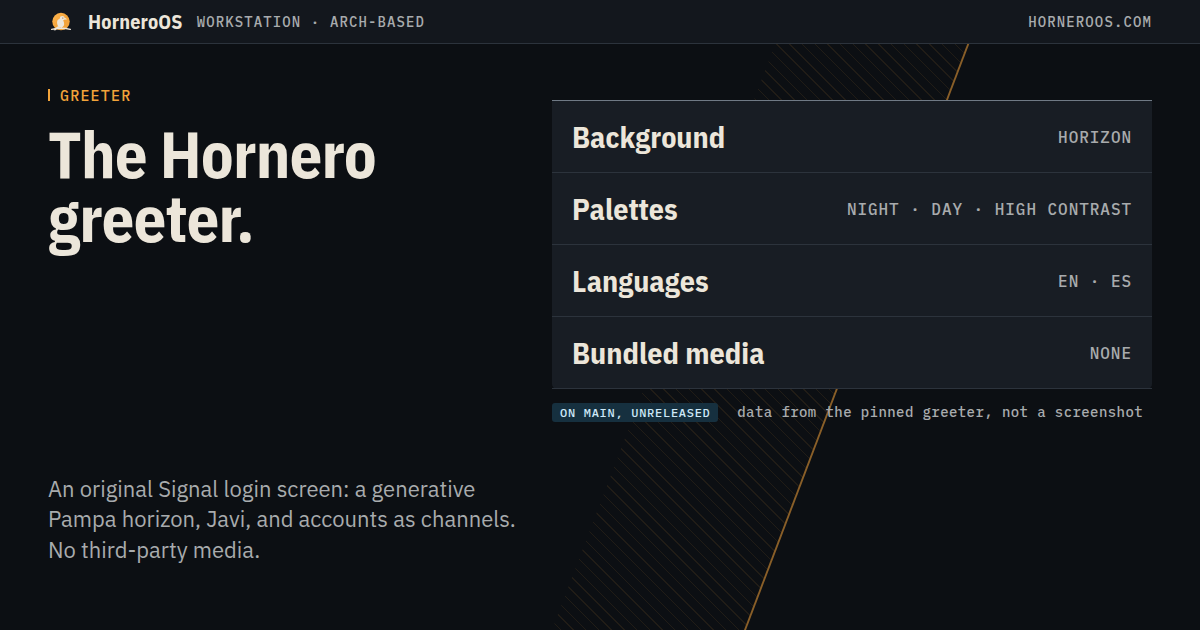 HorneroOS WORKSTATION · ARCH-BASED HORNEROS.COM
GREETER
The Hornero
greeter.
Background HORIZON
Palettes NIGHT · DAY · HIGH CONTRAST
Languages EN · ES
Bundled media NONE
ON MAIN, UNRELEASED data from the pinned greeter, not a screenshot
An original Signal login screen: a generative
Pampa horizon, Javi, and accounts as channels.
No third-party media.